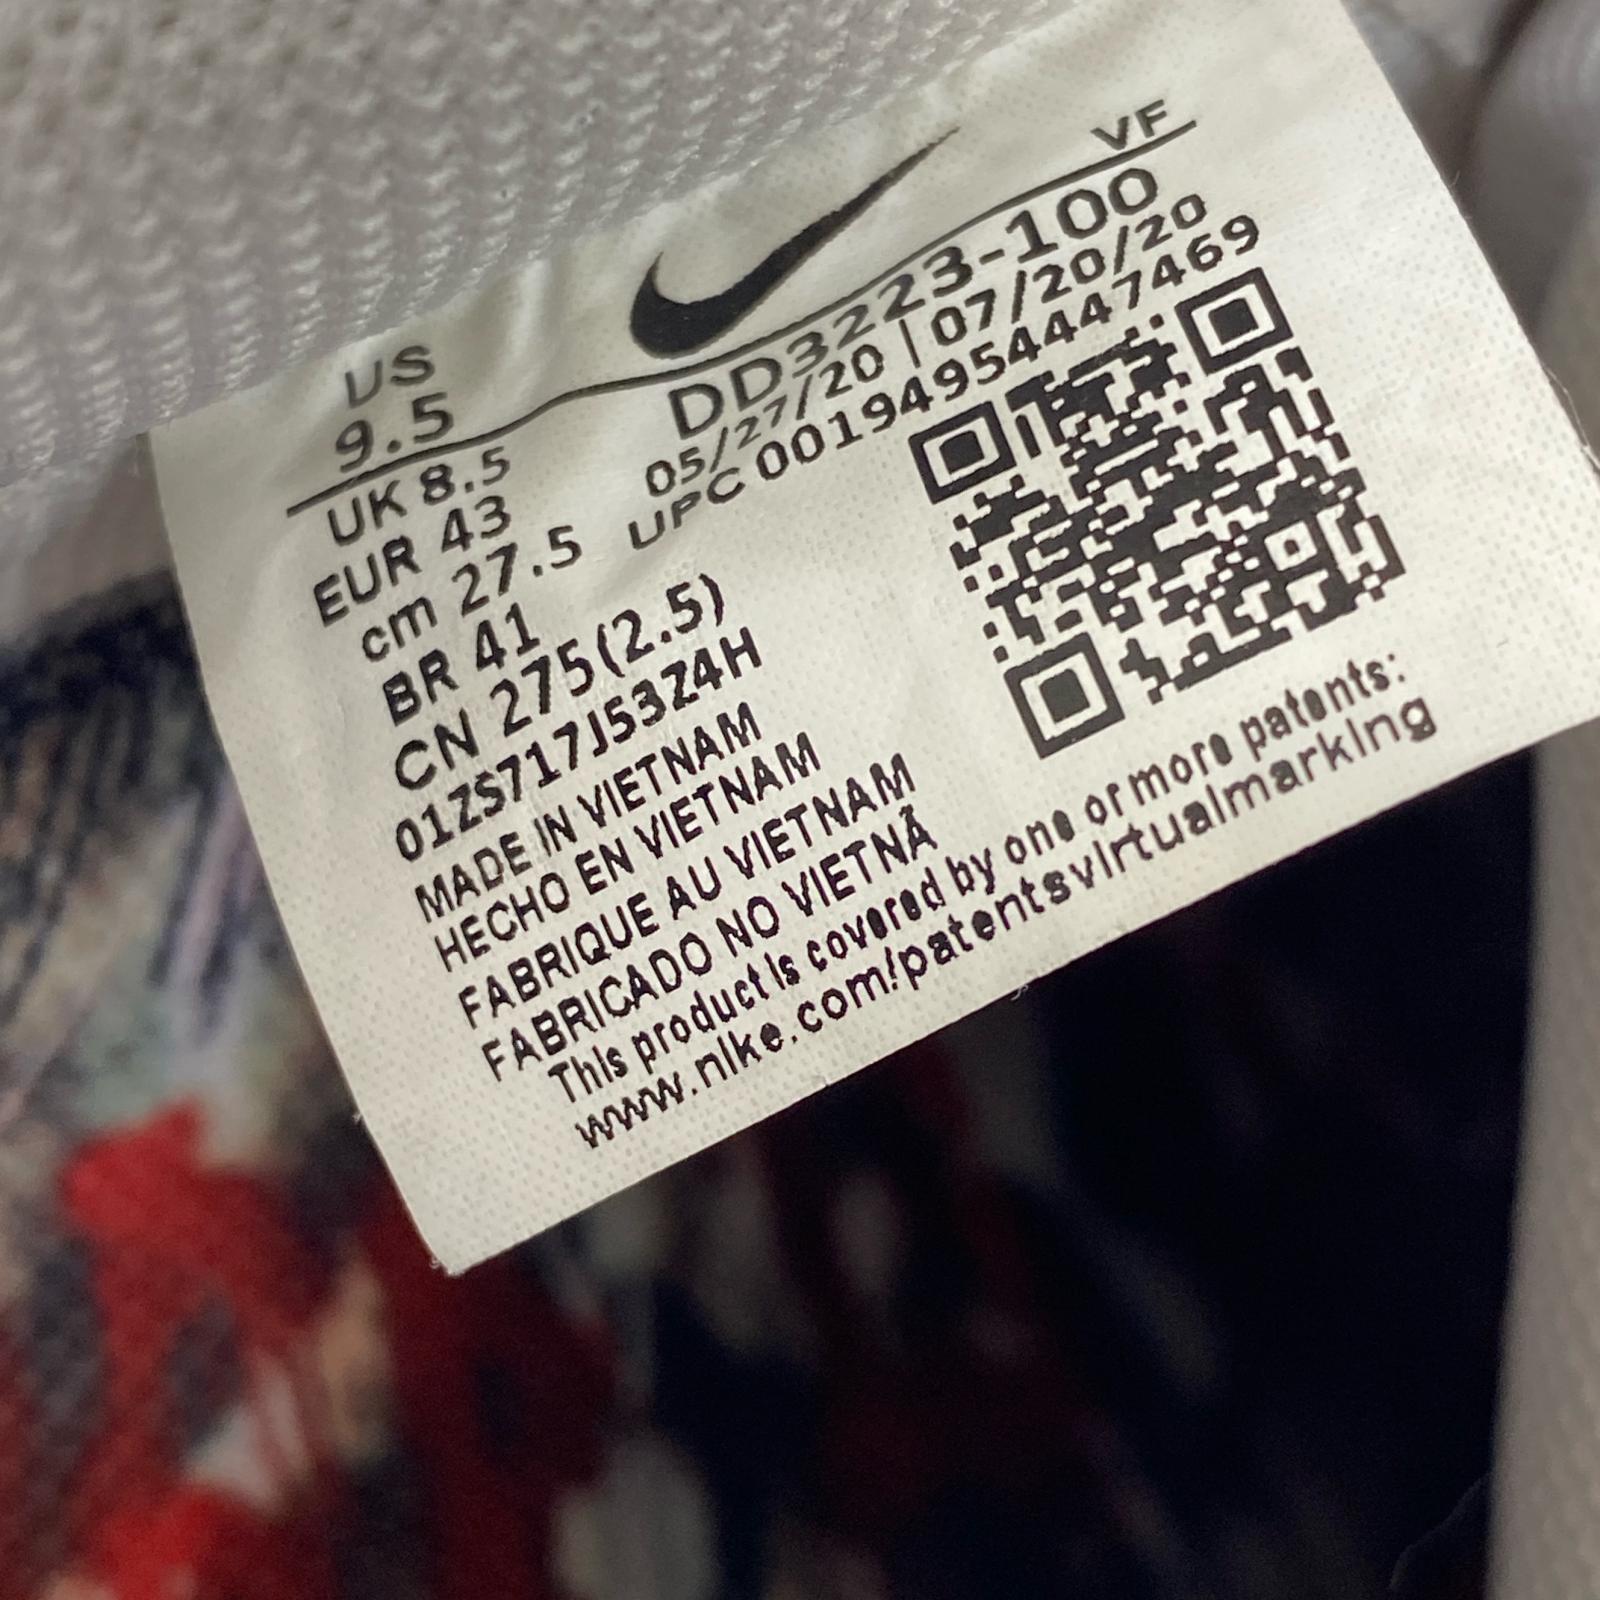 VF
US
9.5
DD3223-100
05/27/20 | 07/20/20
UPC 00194954447469
UK 8.5
EUR 43
cm 27.5
BR 41
CN 275(2.5)
01ZS717J53Z4H
MADE IN VIETNAM
HECHO EN VIETNAM
FABRIQUE AU VIETNAM
FABRICADO NO VIETNÃ
This product is covered by one or more patents:
www.nike.com/patentsvirtualmarking